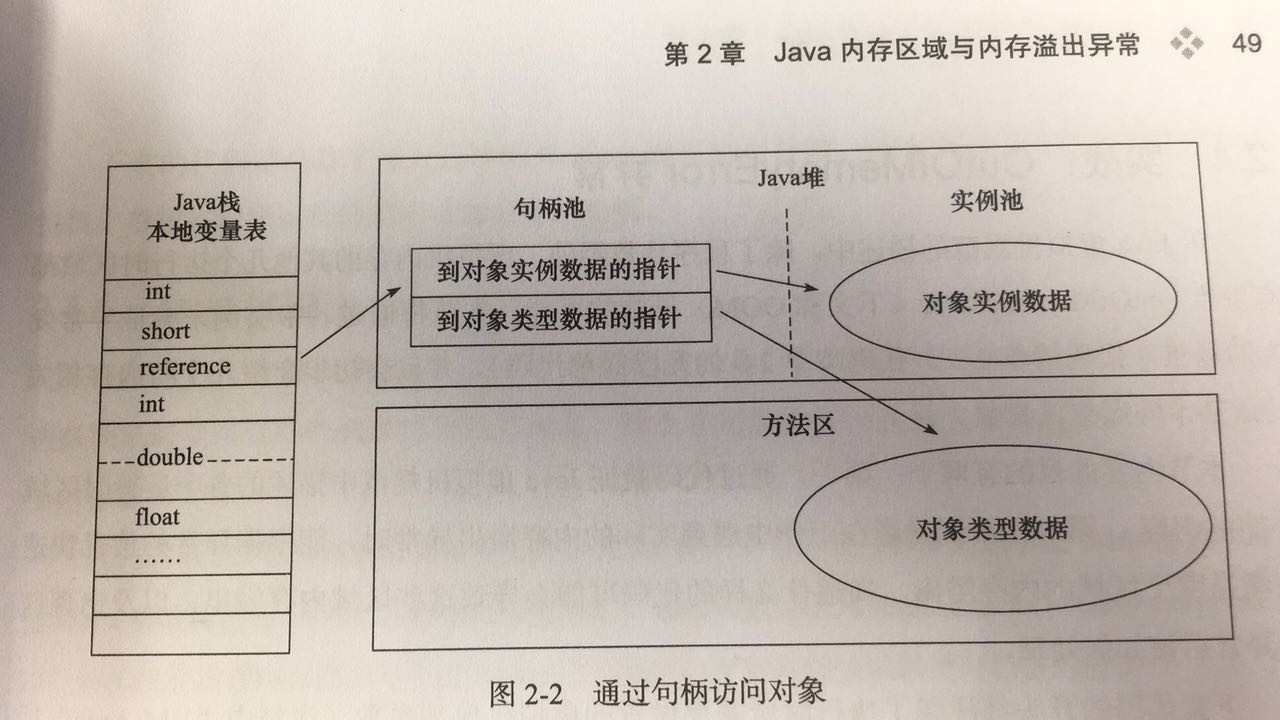 第 2 章 Java 内存区域与内存溢出异常 49
Java栈
本地变量表
int
short
reference
int
double
float
……
Java堆
句柄池
实例池
到对象实例数据的指针
到对象类型数据的指针
对象实例数据
方法区
对象类型数据
图 2-2 通过句柄访问对象